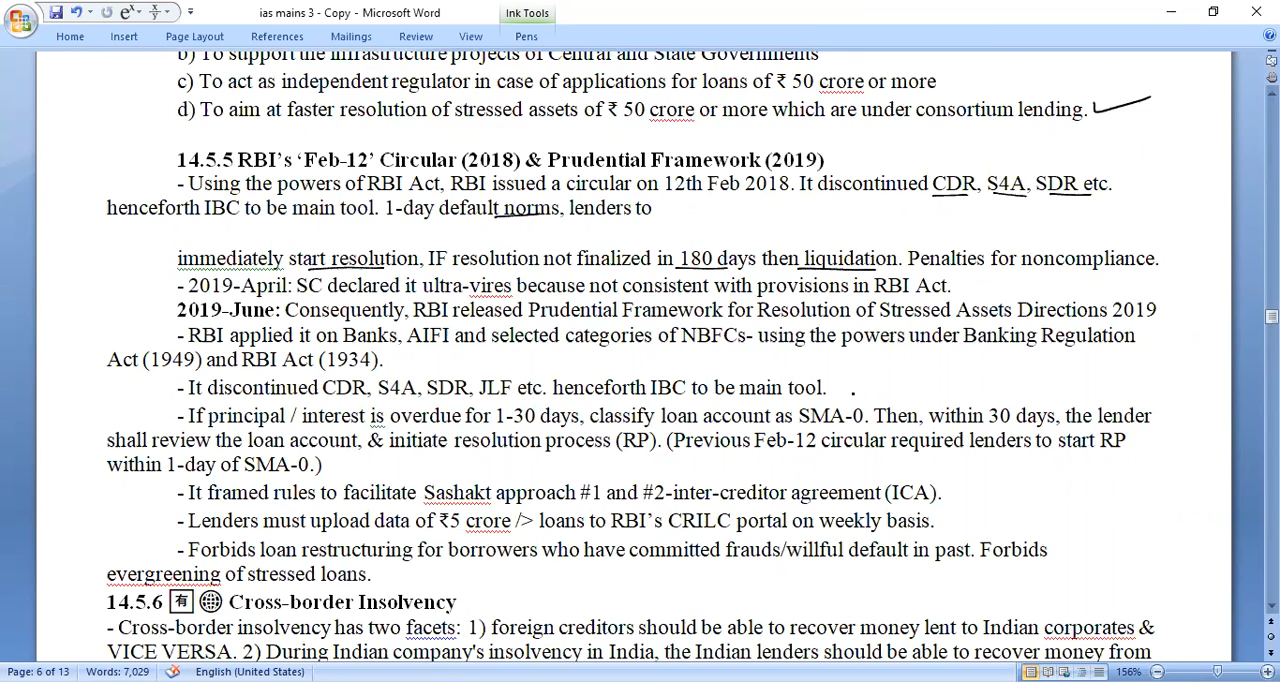 ias mains 3 - Copy - Microsoft Word
Ink Tools
Home Insert Page Layout References Mailings Review View Pens
b) To support the infrastructure projects of Central and State Governments
c) To act as independent regulator in case of applications for loans of ₹ 50 crore or more
d) To aim at faster resolution of stressed assets of ₹ 50 crore or more which are under consortium lending.
14.5.5 RBI's ‘Feb-12’ Circular (2018) & Prudential Framework (2019)
- Using the powers of RBI Act, RBI issued a circular on 12th Feb 2018. It discontinued CDR, S4A, SDR etc.
henceforth IBC to be main tool. 1-day default norms, lenders to
immediately start resolution, IF resolution not finalized in 180 days then liquidation. Penalties for noncompliance.
- 2019-April: SC declared it ultra-vires because not consistent with provisions in RBI Act.
2019-June: Consequently, RBI released Prudential Framework for Resolution of Stressed Assets Directions 2019
- RBI applied it on Banks, AIFI and selected categories of NBFCs- using the powers under Banking Regulation
Act (1949) and RBI Act (1934).
- It discontinued CDR, S4A, SDR, JLF etc. henceforth IBC to be main tool.
- If principal / interest is overdue for 1-30 days, classify loan account as SMA-0. Then, within 30 days, the lender
shall review the loan account, & initiate resolution process (RP). (Previous Feb-12 circular required lenders to start RP
within 1-day of SMA-0.)
- It framed rules to facilitate Sashakt approach #1 and #2-inter-creditor agreement (ICA).
- Lenders must upload data of ₹5 crore /> loans to RBI's CRILC portal on weekly basis.
- Forbids loan restructuring for borrowers who have committed frauds/willful default in past. Forbids
evergreening of stressed loans.
14.5.6 有 Cross-border Insolvency
- Cross-border insolvency has two facets: 1) foreign creditors should be able to recover money lent to Indian corporates &
VICE VERSA. 2) During Indian company's insolvency in India, the Indian lenders should be able to recover money from
Page: 6 of 13 Words: 7,029 English (United States) 156%